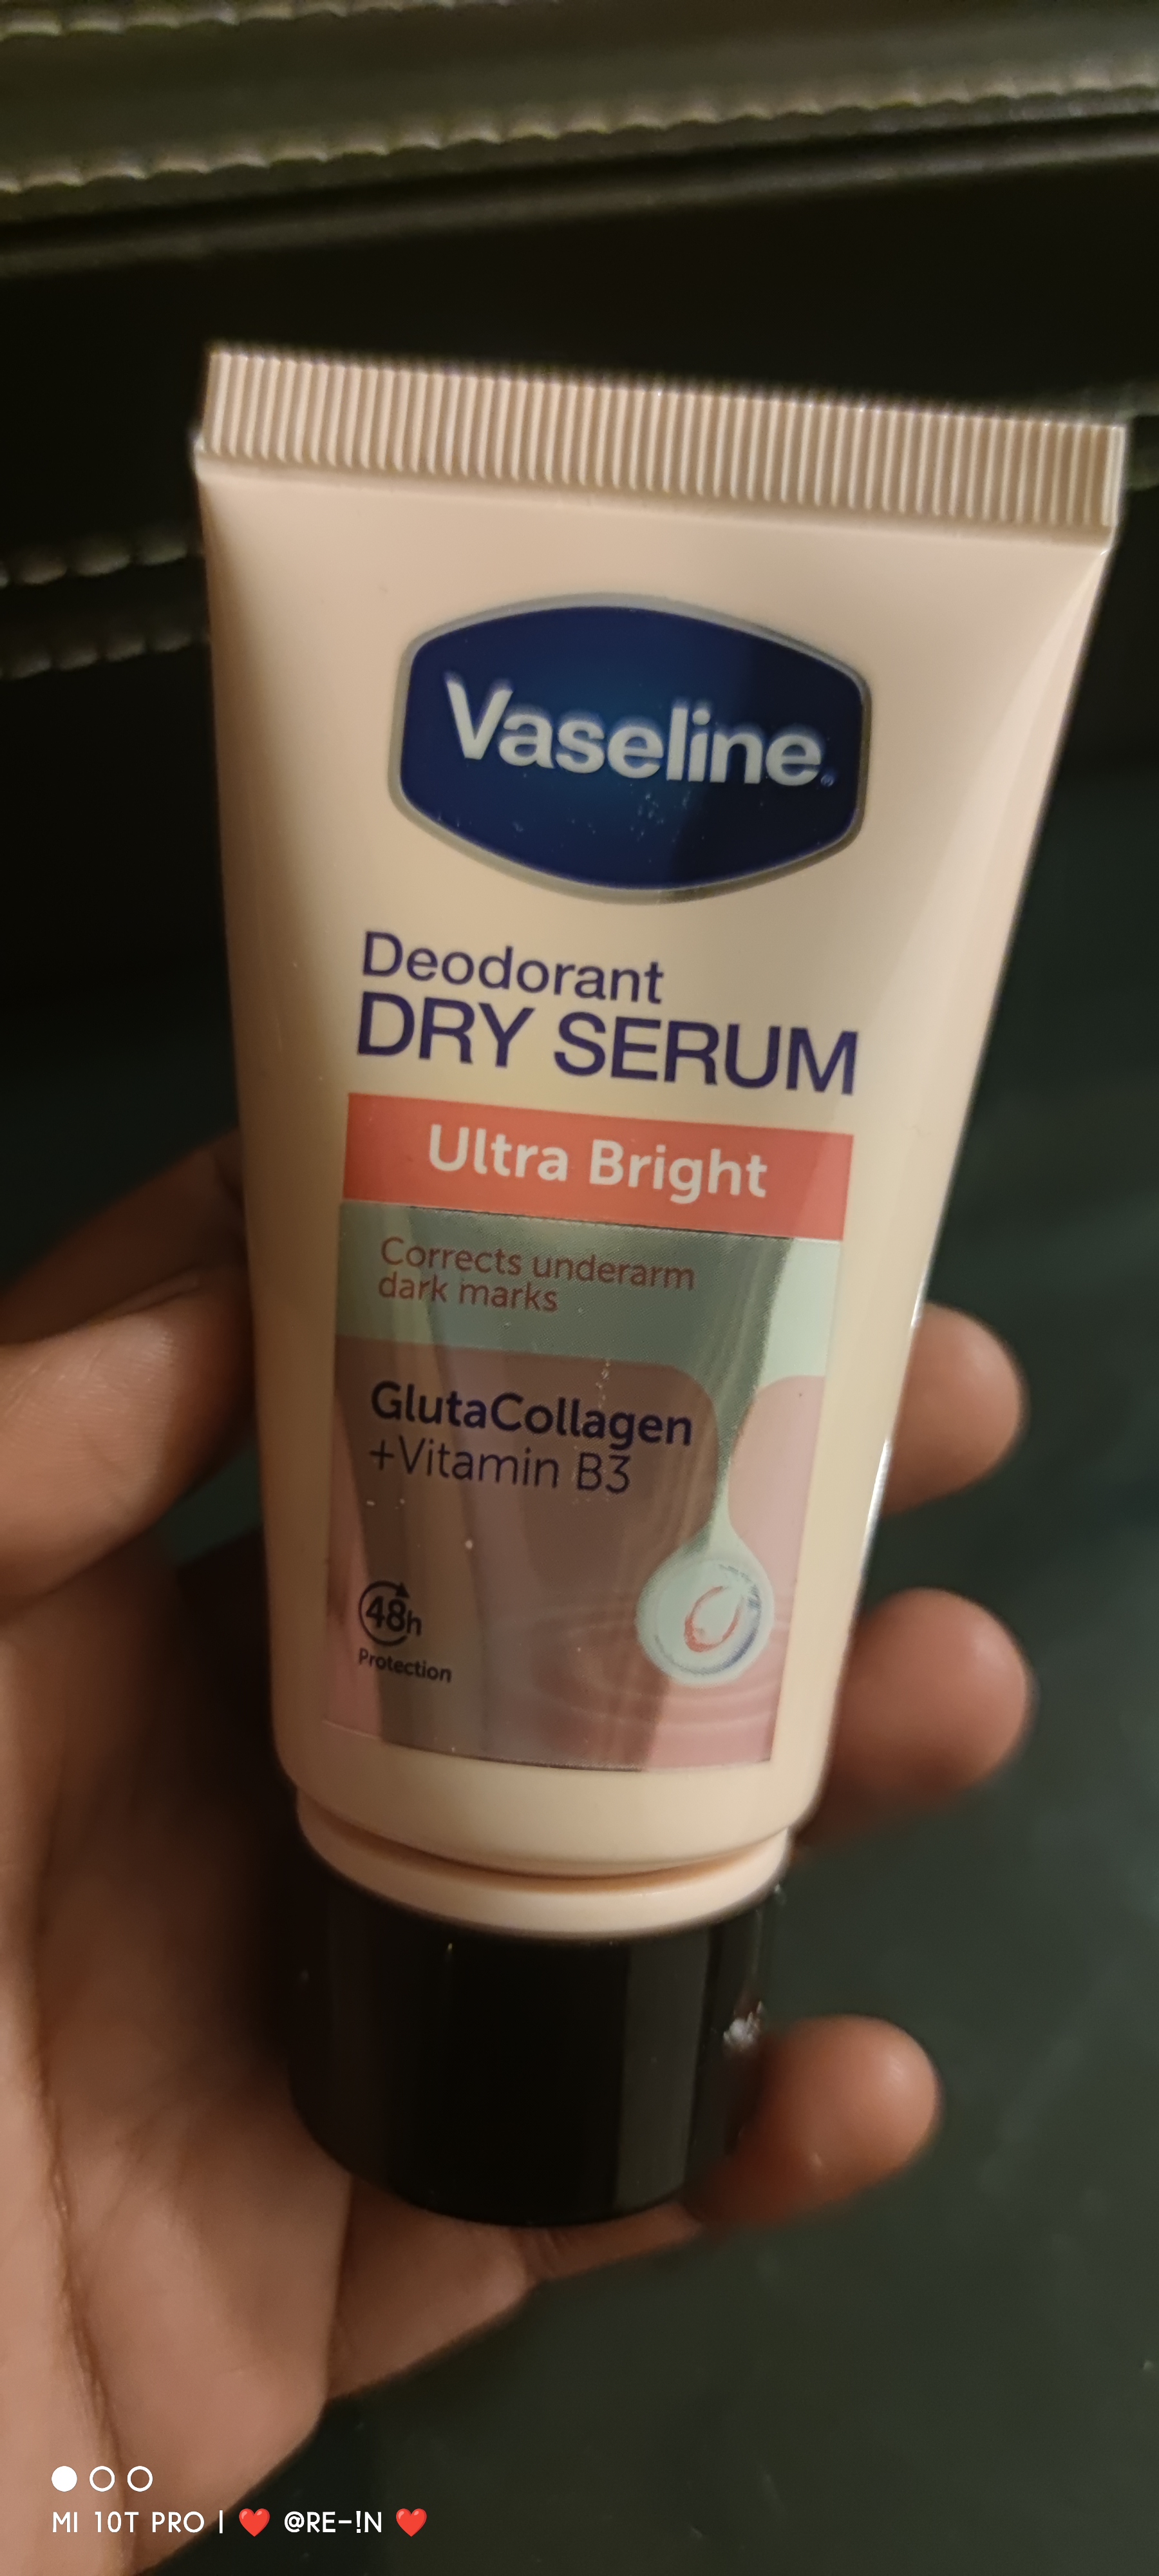 Vaseline®
Deodorant
DRY SERUM
Ultra Bright
Corrects underarm
dark marks
GlutaCollagen
+Vitamin B3
48h
Protection
MI 10T PRO | ❤️ @RE-!N ❤️